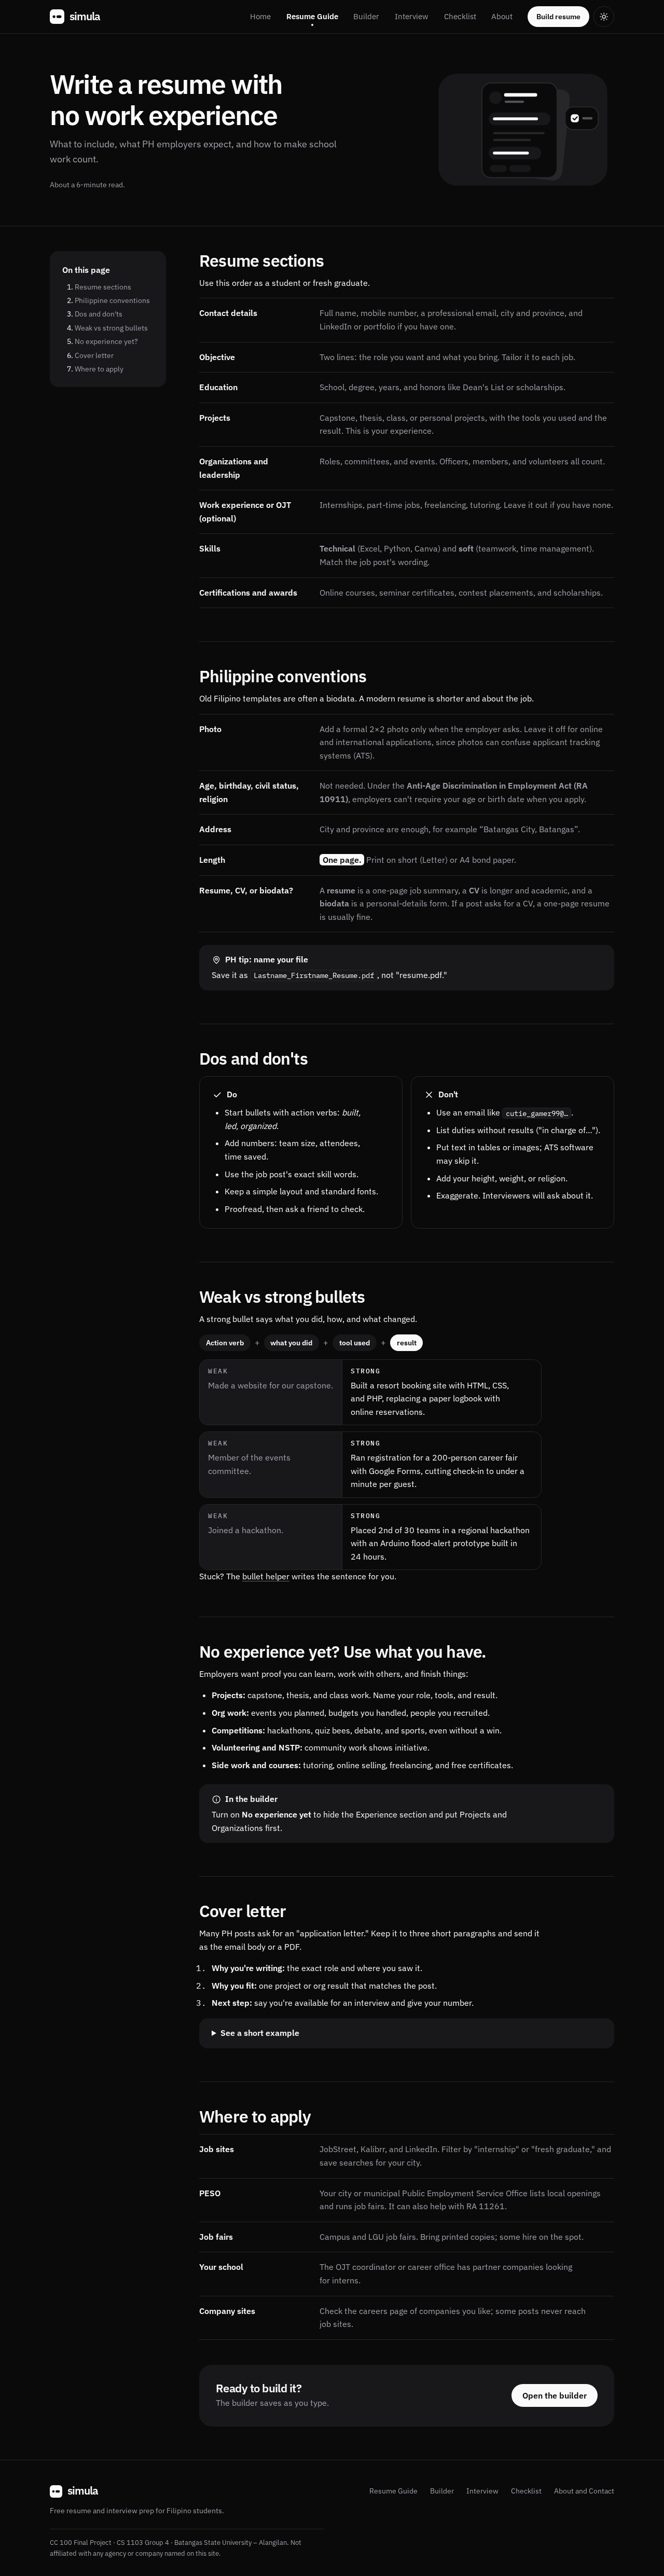 simula
Home Resume Guide Builder Interview Checklist About Build resume
Write a resume with
no work experience
What to include, what PH employers expect, and how to make school
work count.
About a 6-minute read.
On this page
1. Resume sections
2. Philippine conventions
3. Dos and don'ts
4. Weak vs strong bullets
5. No experience yet?
6. Cover letter
7. Where to apply
Resume sections
Use this order as a student or fresh graduate.
Contact details
Full name, mobile number, a professional email, city and province, and
LinkedIn or portfolio if you have one.
Objective
Two lines: the role you want and what you bring. Tailor it to each job.
Education
School, degree, years, and honors like Dean's List or scholarships.
Projects
Capstone, thesis, class, or personal projects, with the tools you used and the
result. This is your experience.
Organizations and
leadership
Roles, committees, and events. Officers, members, and volunteers all count.
Work experience or OJT
(optional)
Internships, part-time jobs, freelancing, tutoring. Leave it out if you have none.
Skills
Technical (Excel, Python, Canva) and soft (teamwork, time management).
Match the job post's wording.
Certifications and awards
Online courses, seminar certificates, contest placements, and scholarships.
Philippine conventions
Old Filipino templates are often a biodata. A modern resume is shorter and about the job.
Photo
Add a formal 2×2 photo only when the employer asks. Leave it off for online
and international applications, since photos can confuse applicant tracking
systems (ATS).
Age, birthday, civil status,
religion
Not needed. Under the Anti-Age Discrimination in Employment Act (RA
10911), employers can't require your age or birth date when you apply.
Address
City and province are enough, for example “Batangas City, Batangas”.
Length
One page. Print on short (Letter) or A4 bond paper.
Resume, CV, or biodata?
A resume is a one-page job summary, a CV is longer and academic, and a
biodata is a personal-details form. If a post asks for a CV, a one-page resume
is usually fine.
PH tip: name your file
Save it as Lastname_Firstname_Resume.pdf, not "resume.pdf."
Dos and don'ts
Do
• Start bullets with action verbs: built,
led, organized.
• Add numbers: team size, attendees,
time saved.
• Use the job post's exact skill words.
• Keep a simple layout and standard fonts.
• Proofread, then ask a friend to check.
Don't
• Use an email like cutie_gamer99@….
• List duties without results ("in charge of...").
• Put text in tables or images; ATS software
may skip it.
• Add your height, weight, or religion.
• Exaggerate. Interviewers will ask about it.
Weak vs strong bullets
A strong bullet says what you did, how, and what changed.
Action verb + what you did + tool used + result
WEAK
Made a website for our capstone.
STRONG
Built a resort booking site with HTML, CSS,
and PHP, replacing a paper logbook with
online reservations.
WEAK
Member of the events
committee.
STRONG
Ran registration for a 200-person career fair
with Google Forms, cutting check-in to under a
minute per guest.
WEAK
Joined a hackathon.
STRONG
Placed 2nd of 30 teams in a regional hackathon
with an Arduino flood-alert prototype built in
24 hours.
Stuck? The bullet helper writes the sentence for you.
No experience yet? Use what you have.
Employers want proof you can learn, work with others, and finish things:
• Projects: capstone, thesis, and class work. Name your role, tools, and result.
• Org work: events you planned, budgets you handled, people you recruited.
• Competitions: hackathons, quiz bees, debate, and sports, even without a win.
• Volunteering and NSTP: community work shows initiative.
• Side work and courses: tutoring, online selling, freelancing, and free certificates.
In the builder
Turn on No experience yet to hide the Experience section and put Projects and
Organizations first.
Cover letter
Many PH posts ask for an "application letter." Keep it to three short paragraphs and send it
as the email body or a PDF.
1. Why you're writing: the exact role and where you saw it.
2. Why you fit: one project or org result that matches the post.
3. Next step: say you're available for an interview and give your number.
See a short example
Where to apply
Job sites
JobStreet, Kalibrr, and LinkedIn. Filter by "internship" or "fresh graduate," and
save searches for your city.
PESO
Your city or municipal Public Employment Service Office lists local openings
and runs job fairs. It can also help with RA 11261.
Job fairs
Campus and LGU job fairs. Bring printed copies; some hire on the spot.
Your school
The OJT coordinator or career office has partner companies looking
for interns.
Company sites
Check the careers page of companies you like; some posts never reach
job sites.
Ready to build it?
The builder saves as you type.
Open the builder
simula
Resume Guide Builder Interview Checklist About and Contact
Free resume and interview prep for Filipino students.
CC 100 Final Project · CS 1103 Group 4 · Batangas State University – Alangilan. Not
affiliated with any agency or company named on this site.